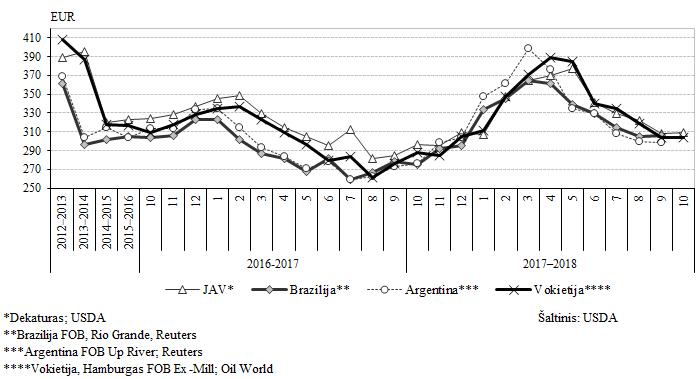 EUR
410
390
370
350
330
310
290
270
250
2012–2013
2013–2014
2014–2015
2015–2016
10 11 12 1 2 3 4 5 6 7 8 9 10 11 12 1 2 3 4 5 6 7 8 9 10
2016-2017 2017–2018
JAV* Brazilija** Argentina*** Vokietija****
*Dekaturas; USDA Šaltinis: USDA
**Brazilija FOB, Rio Grande, Reuters
***Argentina FOB Up River; Reuters
****Vokietija, Hamburgas FOB Ex -Mill; Oil World